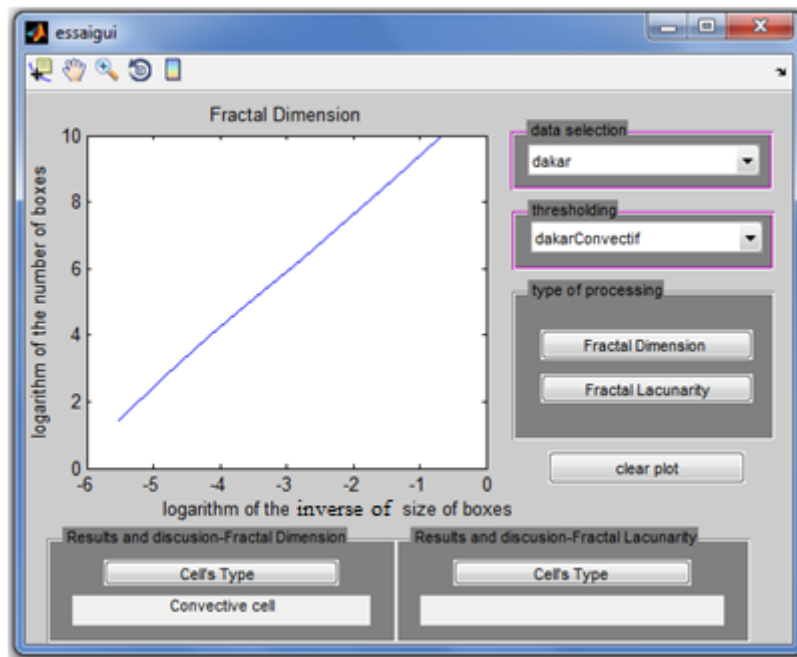 essaigui
Fractal Dimension
logarithm of the number of boxes
10
8
6
4
2
0
-6 -5 -4 -3 -2 -1 0
logarithm of the inverse of size of boxes
data selection
dakar
thresholding
dakarConvectif
type of processing
Fractal Dimension
Fractal Lacunarity
clear plot
Results and discusion-Fractal Dimension
Cell's Type
Convective cell
Results and discusion-Fractal Lacunarity
Cell's Type